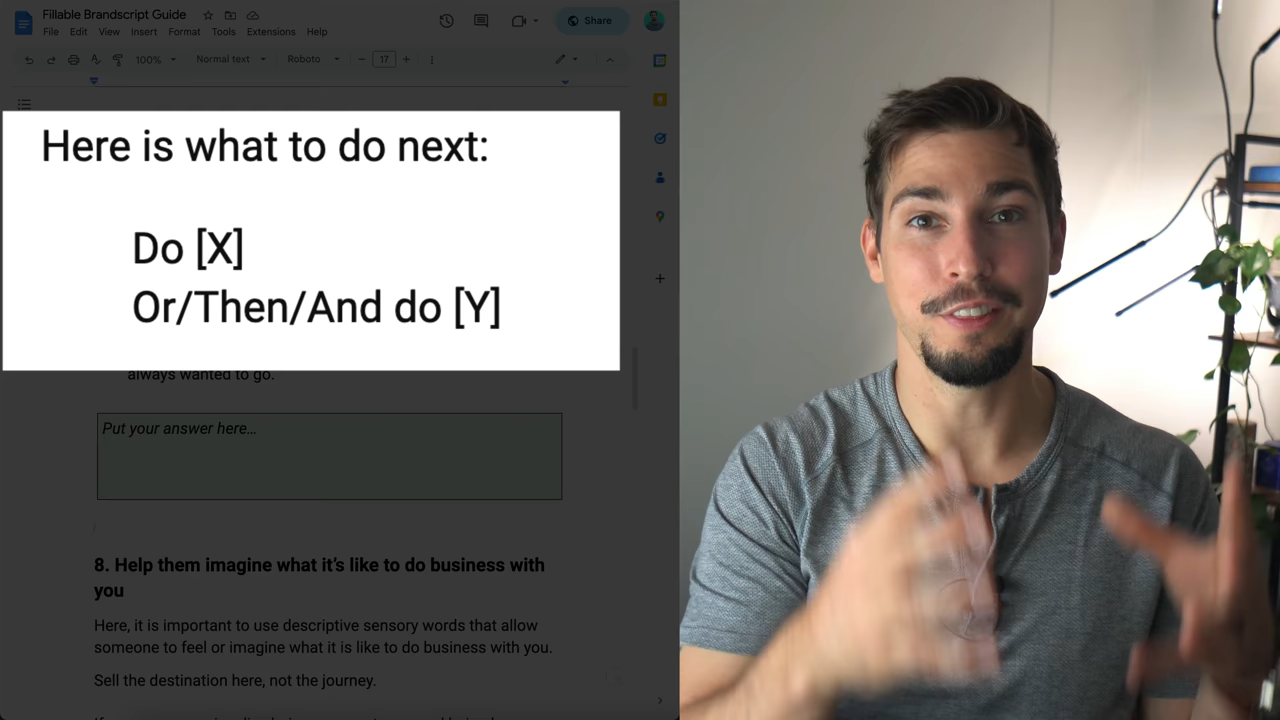 Fillable Brandscript Guide
File Edit View Insert Format Tools Extensions Help
Share
100% Normal text Roboto 17
Here is what to do next:
Do [X]
Or/Then/And do [Y]
always wanted to go.
Put your answer here...
8. Help them imagine what it's like to do business with
you
Here, it is important to use descriptive sensory words that allow
someone to feel or imagine what it is like to do business with you.
Sell the destination here, not the journey.